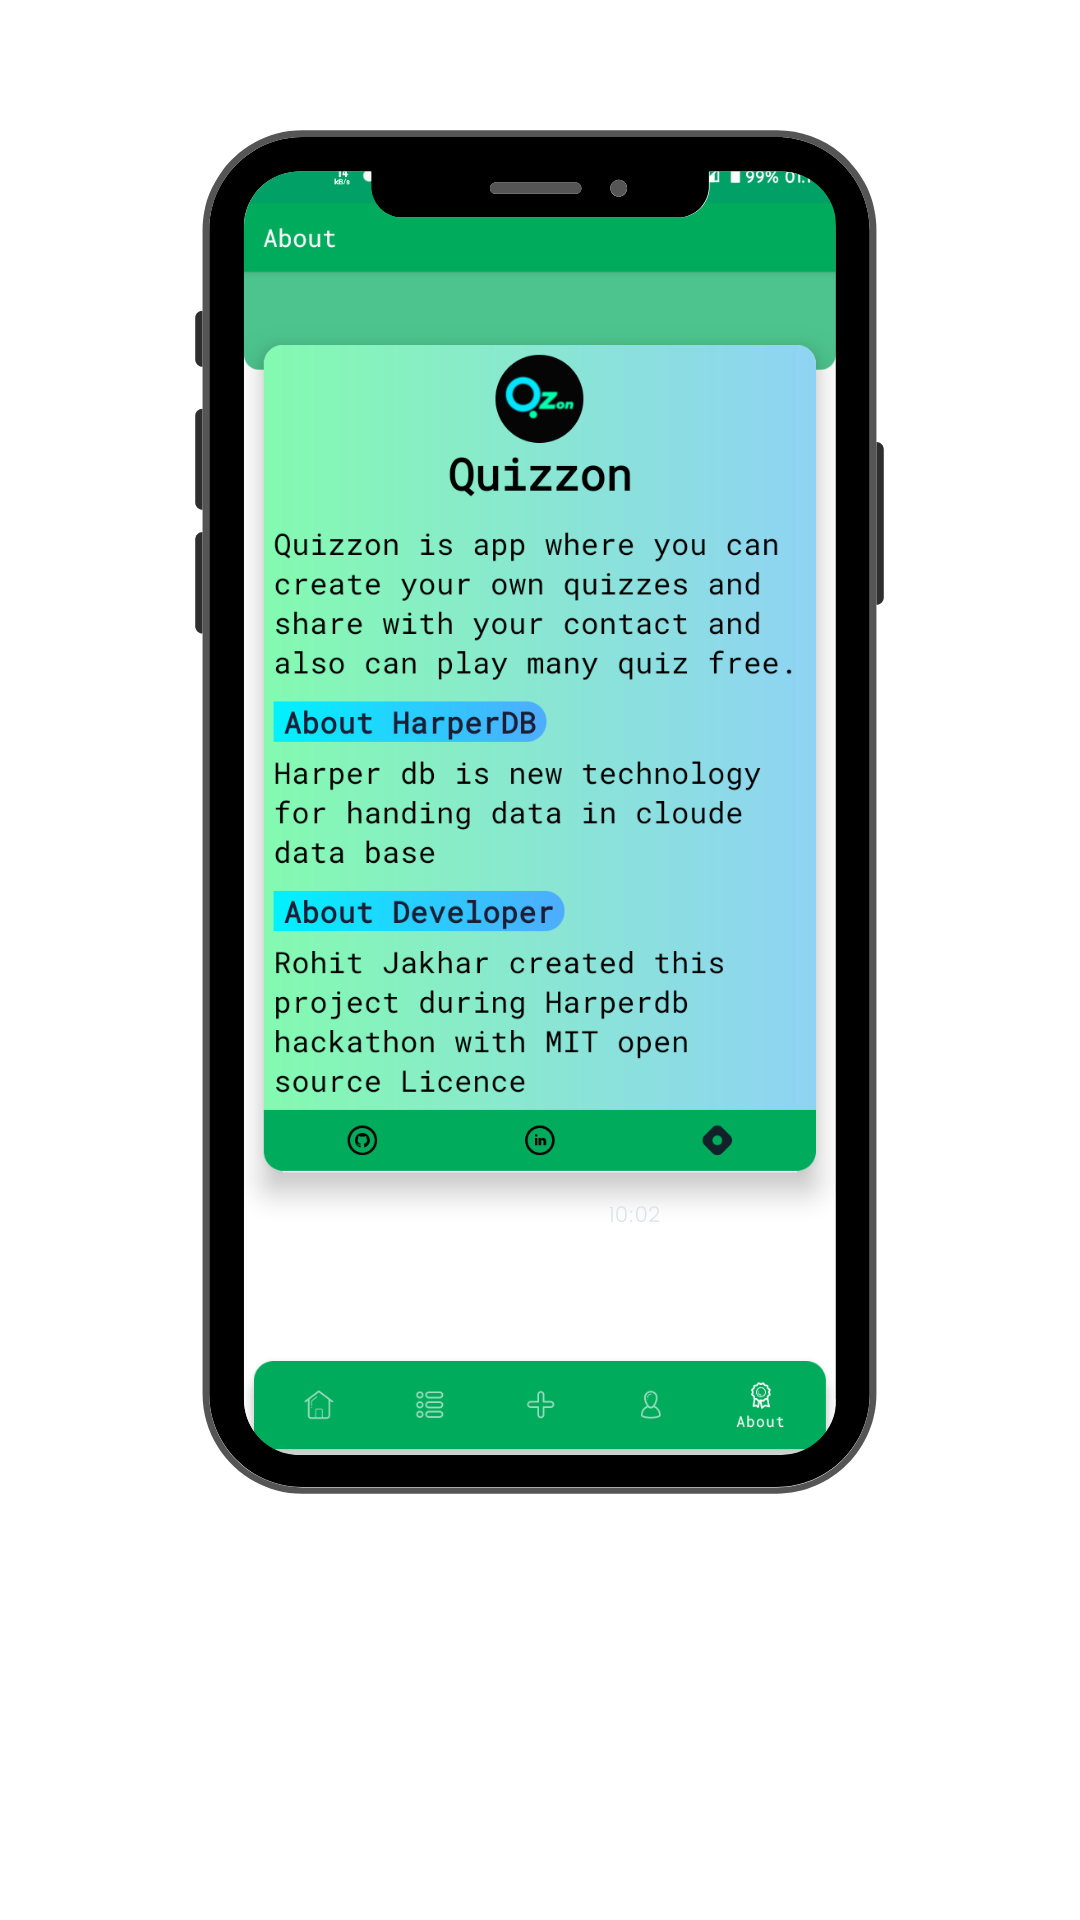 14
kB/s
99%
About
QZon
Quizzon
Quizzon is app where you can
create your own quizzes and
share with your contact and
also can play many quiz free.
About HarperDB
Harper db is new technology
for handing data in cloude
data base
About Developer
Rohit Jakhar created this
project during Harperdb
hackathon with MIT open
source Licence
in
10:02
About